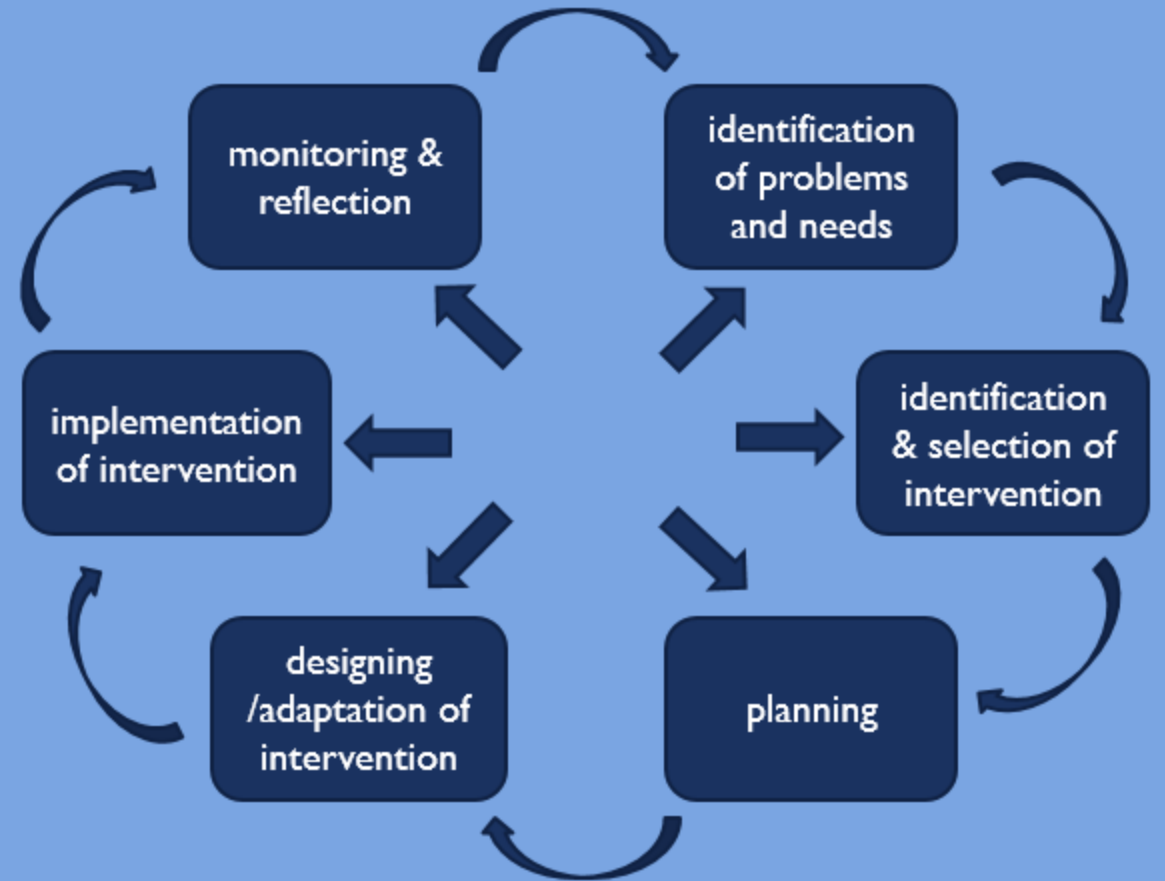 monitoring &
reflection
identification
of problems
and needs
implementation
of intervention
identification
& selection of
intervention
designing
/adaptation of
intervention
planning